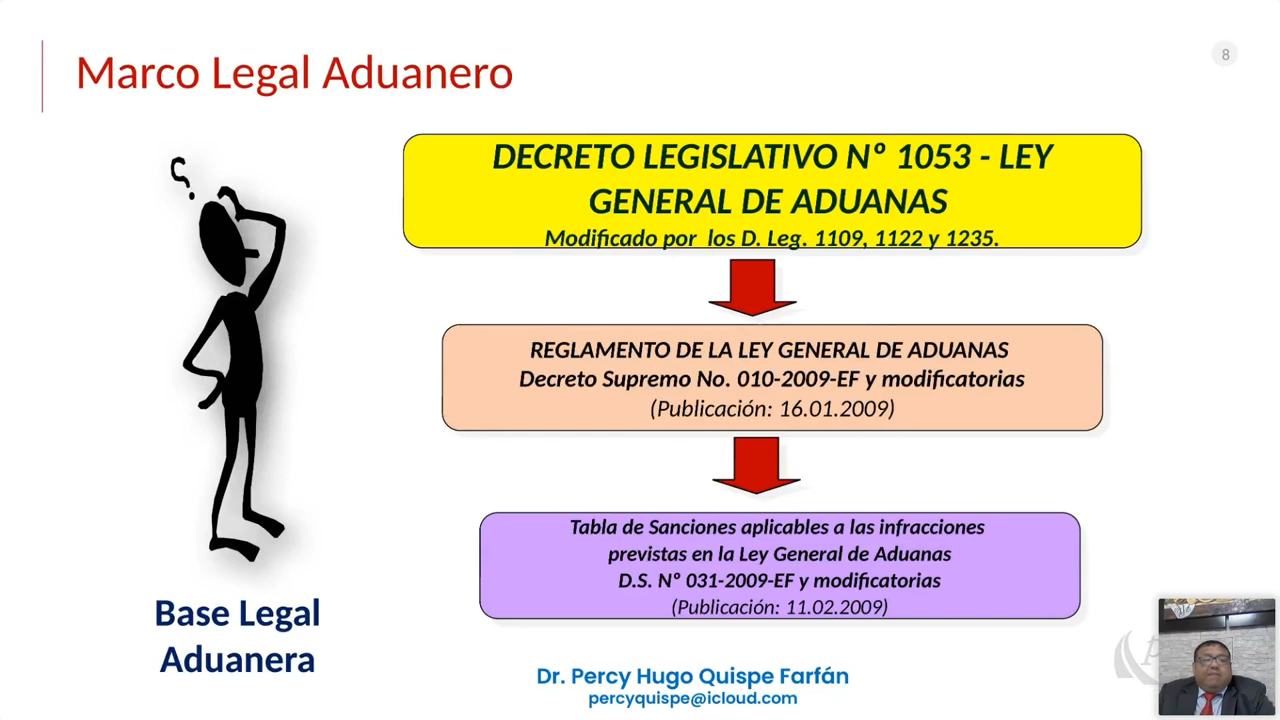 Marco Legal Aduanero
8
DECRETO LEGISLATIVO Nº 1053 - LEY
GENERAL DE ADUANAS
Modificado por los D. Leg. 1109, 1122 y 1235.
REGLAMENTO DE LA LEY GENERAL DE ADUANAS
Decreto Supremo No. 010-2009-EF y modificatorias
(Publicación: 16.01.2009)
Tabla de Sanciones aplicables a las infracciones
previstas en la Ley General de Aduanas
D.S. Nº 031-2009-EF y modificatorias
(Publicación: 11.02.2009)
Base Legal
Aduanera
Dr. Percy Hugo Quispe Farfán
percyquispe@icloud.com